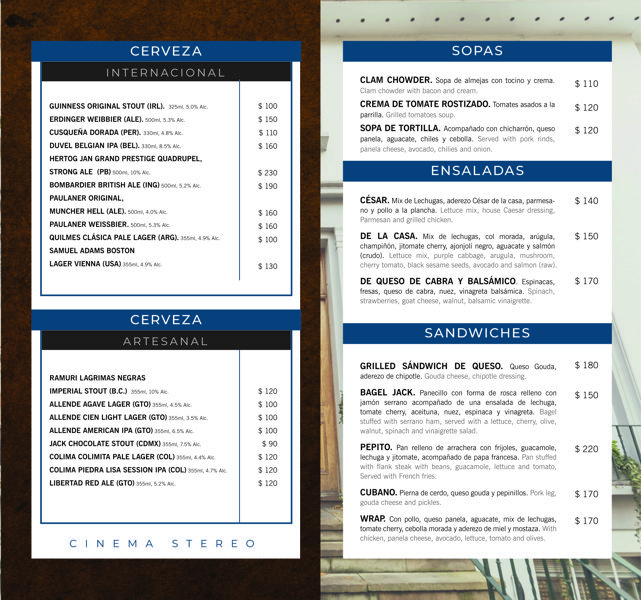 CERVEZA
INTERNACIONAL
GUINNESS ORIGINAL STOUT (IRL). 325ml, 5.0% Alc. $ 100
ERDINGER WEIBBIER (ALE). 500ml, 5.3% Alc. $ 150
CUSQUEÑA DORADA (PER). 330ml, 4.8% Alc. $ 110
DUVEL BELGIAN IPA (BEL). 330ml, 8.5% Alc. $ 160
HERTOG JAN GRAND PRESTIGE QUADRUPEL,
STRONG ALE (PB) 500ml, 10% Alc. $ 230
BOMBARDIER BRITISH ALE (ING) 500ml, 5.2% Alc. $ 190
PAULANER ORIGINAL,
MUNCHER HELL (ALE). 500ml, 4.0% Alc. $ 160
PAULANER WEISSBIER. 500ml, 5.3% Alc. $ 160
QUILMES CLÁSICA PALE LAGER (ARG). 355ml, 4.9% Alc. $ 100
SAMUEL ADAMS BOSTON
LAGER VIENNA (USA) 355ml, 4.9% Alc. $ 130
CERVEZA
ARTESANAL
RAMURI LAGRIMAS NEGRAS
IMPERIAL STOUT (B.C.) 355ml, 10% Alc. $ 120
ALLENDE AGAVE LAGER (GTO) 355ml, 4.5% Alc. $ 100
ALLENDE CIEN LIGHT LAGER (GTO) 355ml, 3.5% Alc. $ 100
ALLENDE AMERICAN IPA (GTO) 355ml, 6.5% Alc. $ 100
JACK CHOCOLATE STOUT (CDMX) 355ml, 7.5% Alc. $ 90
COLIMA COLIMITA PALE LAGER (COL) 355ml, 4.4% Alc. $ 120
COLIMA PIEDRA LISA SESSION IPA (COL) 355ml, 4.7% Alc. $ 120
LIBERTAD RED ALE (GTO) 355ml, 5.2% Alc. $ 120
CINEMA STEREO
SOPAS
CLAM CHOWDER. Sopa de almejas con tocino y crema. $ 110
Clam chowder with bacon and cream.
CREMA DE TOMATE ROSTIZADO. Tomates asados a la $ 120
parrilla. Grilled tomatoes soup.
SOPA DE TORTILLA. Acompañado con chicharrón, queso $ 120
panela, aguacate, chiles y cebolla. Served with pork rinds,
panela cheese, avocado, chilies and onion.
ENSALADAS
CÉSAR. Mix de Lechugas, aderezo César de la casa, parmesa- $ 140
no y pollo a la plancha. Lettuce mix, house Caesar dressing,
Parmesan and grilled chicken.
DE LA CASA. Mix de lechugas, col morada, arúgula, $ 150
champiñón, jitomate cherry, ajonjolí negro, aguacate y salmón
(crudo). Lettuce mix, purple cabbage, arugula, mushroom,
cherry tomato, black sesame seeds, avocado and salmon (raw).
DE QUESO DE CABRA Y BALSÁMICO. Espinacas, $ 170
fresas, queso de cabra, nuez, vinagreta balsámica. Spinach,
strawberries, goat cheese, walnut, balsamic vinaigrette.
SANDWICHES
GRILLED SÁNDWICH DE QUESO. Queso Gouda, $ 180
aderezo de chipotle. Gouda cheese, chipotle dressing.
BAGEL JACK. Panecillo con forma de rosca relleno con $ 150
jamón serrano acompañado de una ensalada de lechuga,
tomate cherry, aceituna, nuez, espinaca y vinagreta. Bagel
stuffed with serrano ham, served with a lettuce, cherry, olive,
walnut, spinach and vinaigrette salad.
PEPITO. Pan relleno de arrachera con frijoles, guacamole, $ 220
lechuga y jitomate, acompañado de papa francesa. Pan stuffed
with flank steak with beans, guacamole, lettuce and tomato,
Served with French fries.
CUBANO. Pierna de cerdo, queso gouda y pepinillos. Pork leg, $ 170
gouda cheese and pickles.
WRAP. Con pollo, queso panela, aguacate, mix de lechugas, $ 170
tomate cherry, cebolla morada y aderezo de miel y mostaza. With
chicken, panela cheese, avocado, lettuce, tomato and olives.